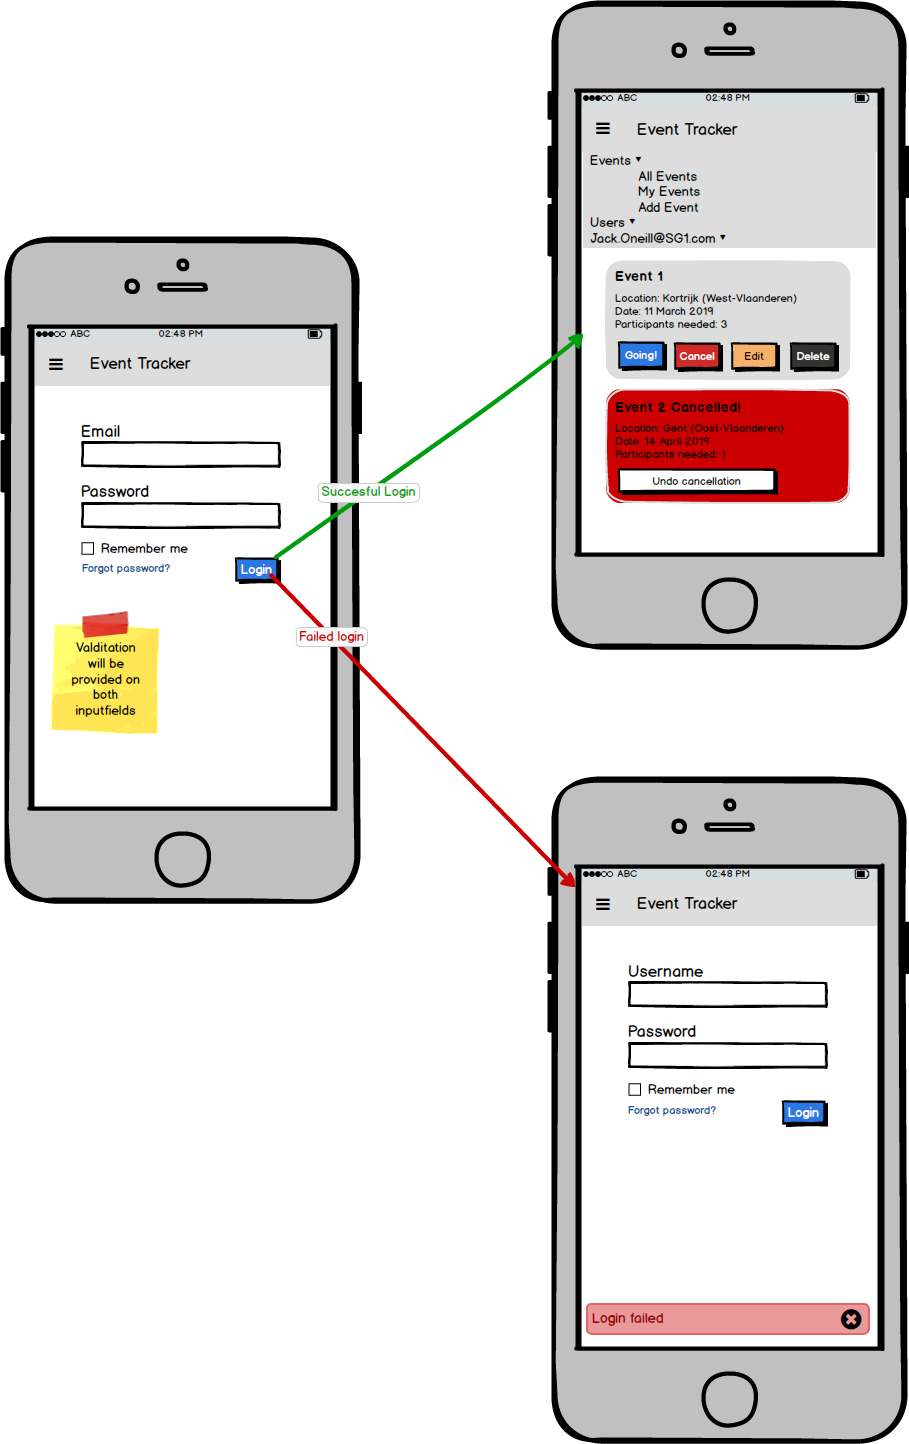 ABC 02:48 PM
Event Tracker
Events
All Events
My Events
Add Event
Users
Jack.Oneill@SG1.com
Event 1
Location: Kortrijk (West-Vlaanderen)
Date: 11 March 2019
Participants needed: 3
Going! Cancel Edit Delete
Event 2 Cancelled!
Location: Gent (Oost-Vlaanderen)
Date: 14 April 2019
Participants needed: 1
Undo cancellation
ABC 02:48 PM
Event Tracker
Email
Password
Remember me
Forgot password?
Login
Valditation
will be
provided on
both
inputfields
Succesful Login
Failed login
ABC 02:48 PM
Event Tracker
Username
Password
Remember me
Forgot password?
Login
Login failed